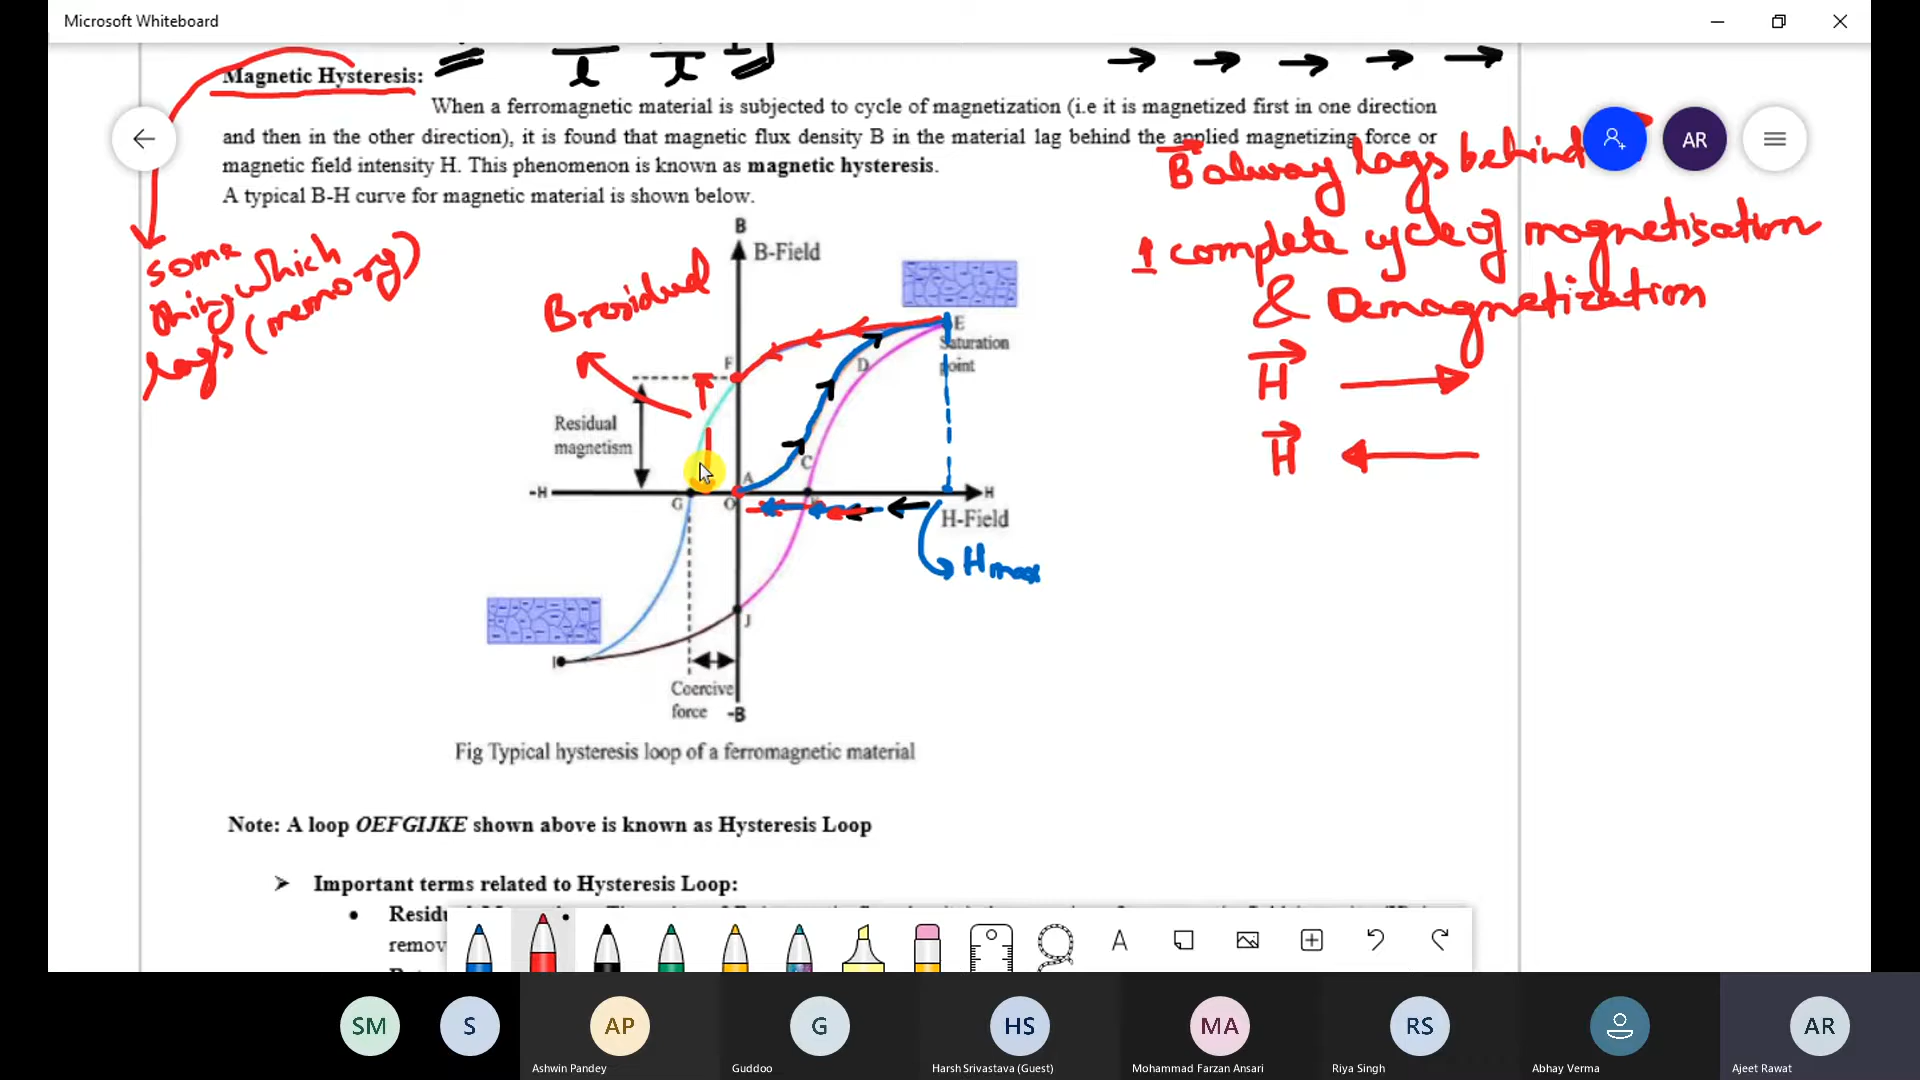 Microsoft Whiteboard
Magnetic Hysteresis:
When a ferromagnetic material is subjected to cycle of magnetization (i.e it is magnetized first in one direction
and then in the other direction), it is found that magnetic flux density B in the material lag behind the applied magnetizing force or
magnetic field intensity H. This phenomenon is known as magnetic hysteresis.
A typical B-H curve for magnetic material is shown below.
B alway lags behind
1 complete cycle of magnetisation
& Demagnetization
H
H
some
thing which
lags (memory)
B residual
B
B-Field
E
Saturation
point
F
D
Residual
magnetism
C
A
-H
H
G
O
H-Field
H max
J
I
Coercive
force
-B
Fig Typical hysteresis loop of a ferromagnetic material
Note: A loop OEFGIJKE shown above is known as Hysteresis Loop
Important terms related to Hysteresis Loop:
remov
AR
SM
S
AP
G
HS
MA
RS
AR
Ashwin Pandey
Guddoo
Harsh Srivastava (Guest)
Mohammad Farzan Ansari
Riya Singh
Abhay Verma
Ajeet Rawat